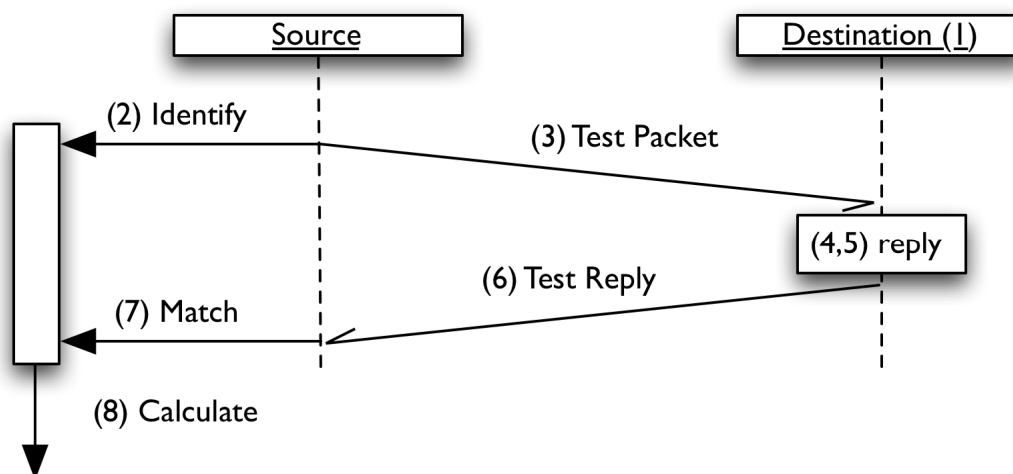 Source
Destination (1)
(2) Identify
(3) Test Packet
(4,5) reply
(6) Test Reply
(7) Match
(8) Calculate